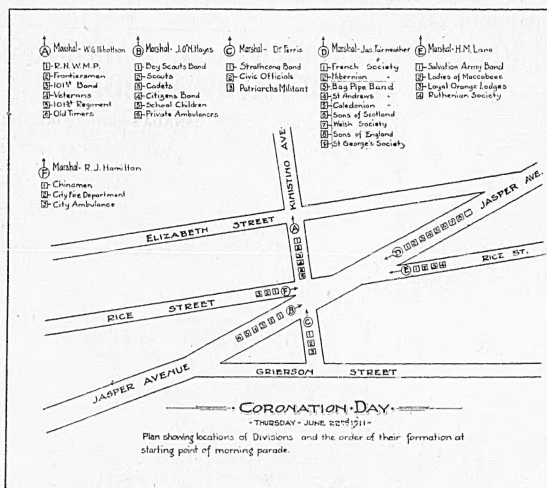 A Marshal - W.G. Ibbotson
1 - R.N.W.M.P.
2 - Frontiersmen
3 - 101st Band
4 - Veterans
5 - 101st Regiment
6 - Old Timers
B Marshal - J.O'H. Hayes
1 - Boy Scouts Band
2 - Scouts
3 - Cadets
4 - Citizens Band
5 - School Children
6 - Private Ambulances
C Marshal - Dr Ferris
1 - Strathcona Band
2 - Civic Officials
3 Patriarchs Militant
D Marshal - Jas. Fairweather
1 - French Society
2 - Hibernian "
3 - Bag Pipe Band
4 - St Andrews "
5 - Caledonian "
6 - Sons of Scotland
7 - Welsh Society
8 - Sons of England
9 - St George's Society
E Marshal - H.M. Lane
1 - Salvation Army Band
2 - Ladies of Maccabees
3 - Loyal Orange Lodges
4 - Ruthenian Society
F Marshal - R.J. Hamilton
1 - Chinamen
2 - City Fire Department
3 - City Ambulance
KINISTINO AVE.
ELIZABETH STREET
JASPER AVE.
RICE ST.
RICE STREET
JASPER AVENUE
GRIERSON STREET
A
B
C
D
E
F
CORONATION DAY
- THURSDAY - JUNE 22nd 1911 -
Plan showing locations of Divisions and the order of their formation at
starting point of morning parade.